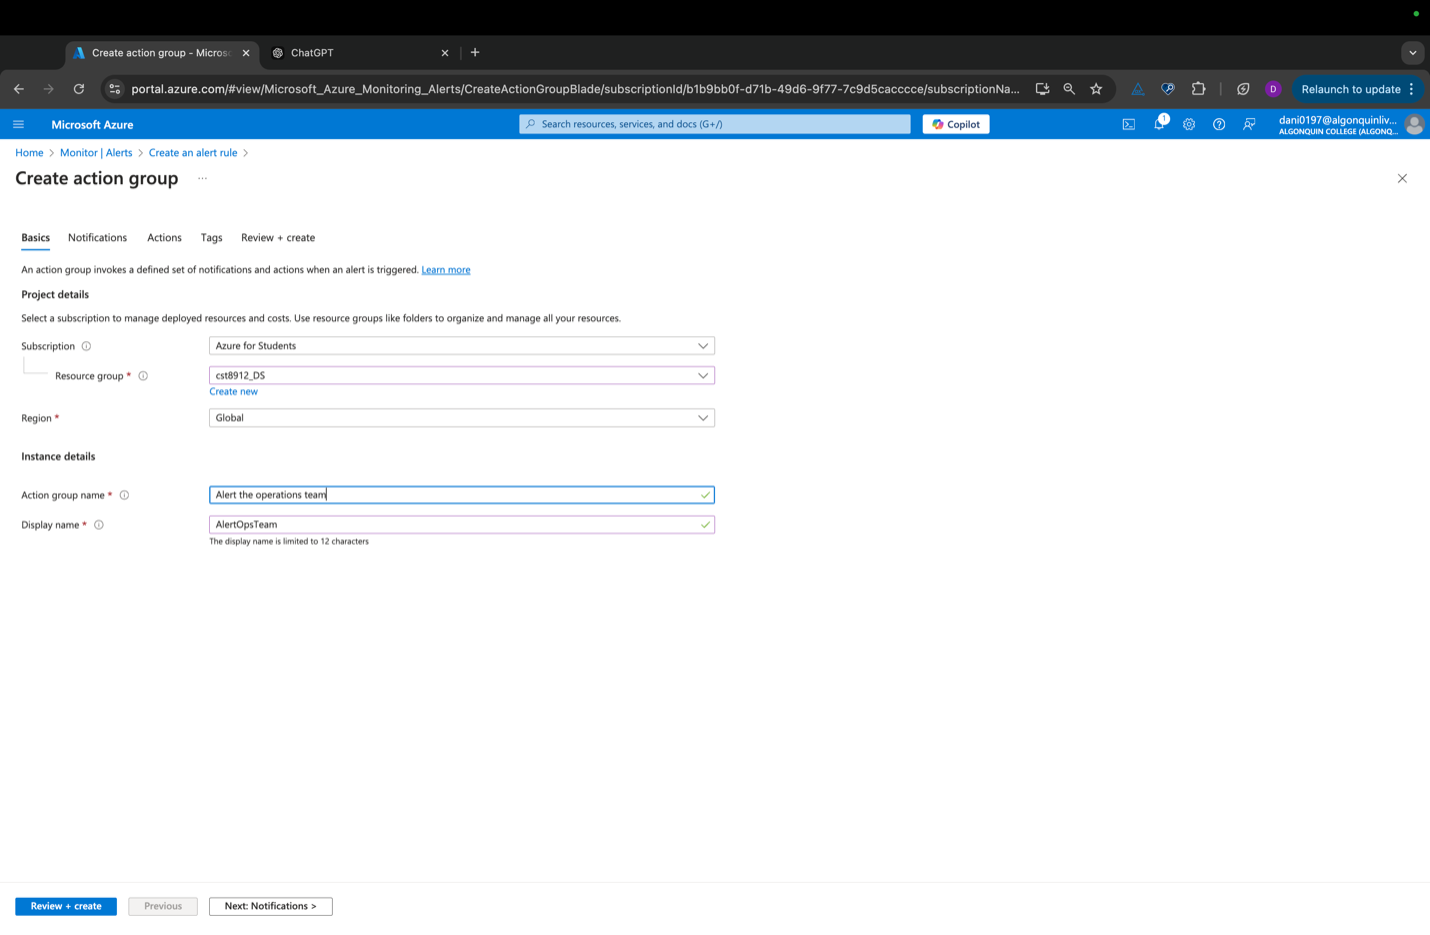 Create action group - Micros
ChatGPT
portal.azure.com/#view/Microsoft_Azure_Monitoring_Alerts/CreateActionGroupBlade/subscriptionId/b1b9bb0f-d71b-49d6-9f77-7c9d5cacccce/subscriptionNa...
D
Relaunch to update
Microsoft Azure
Search resources, services, and docs (G+/)
Copilot
1
dani0197@algonquinliv...
ALGONQUIN COLLEGE (ALGONQ...
Home > Monitor | Alerts > Create an alert rule >
Create action group ...
Basics Notifications Actions Tags Review + create
An action group invokes a defined set of notifications and actions when an alert is triggered. Learn more
Project details
Select a subscription to manage deployed resources and costs. Use resource groups like folders to organize and manage all your resources.
Subscription
Azure for Students
Resource group *
cst8912_DS
Create new
Region *
Global
Instance details
Action group name *
Alert the operations team
Display name *
AlertOpsTeam
The display name is limited to 12 characters
Review + create
Previous
Next: Notifications >